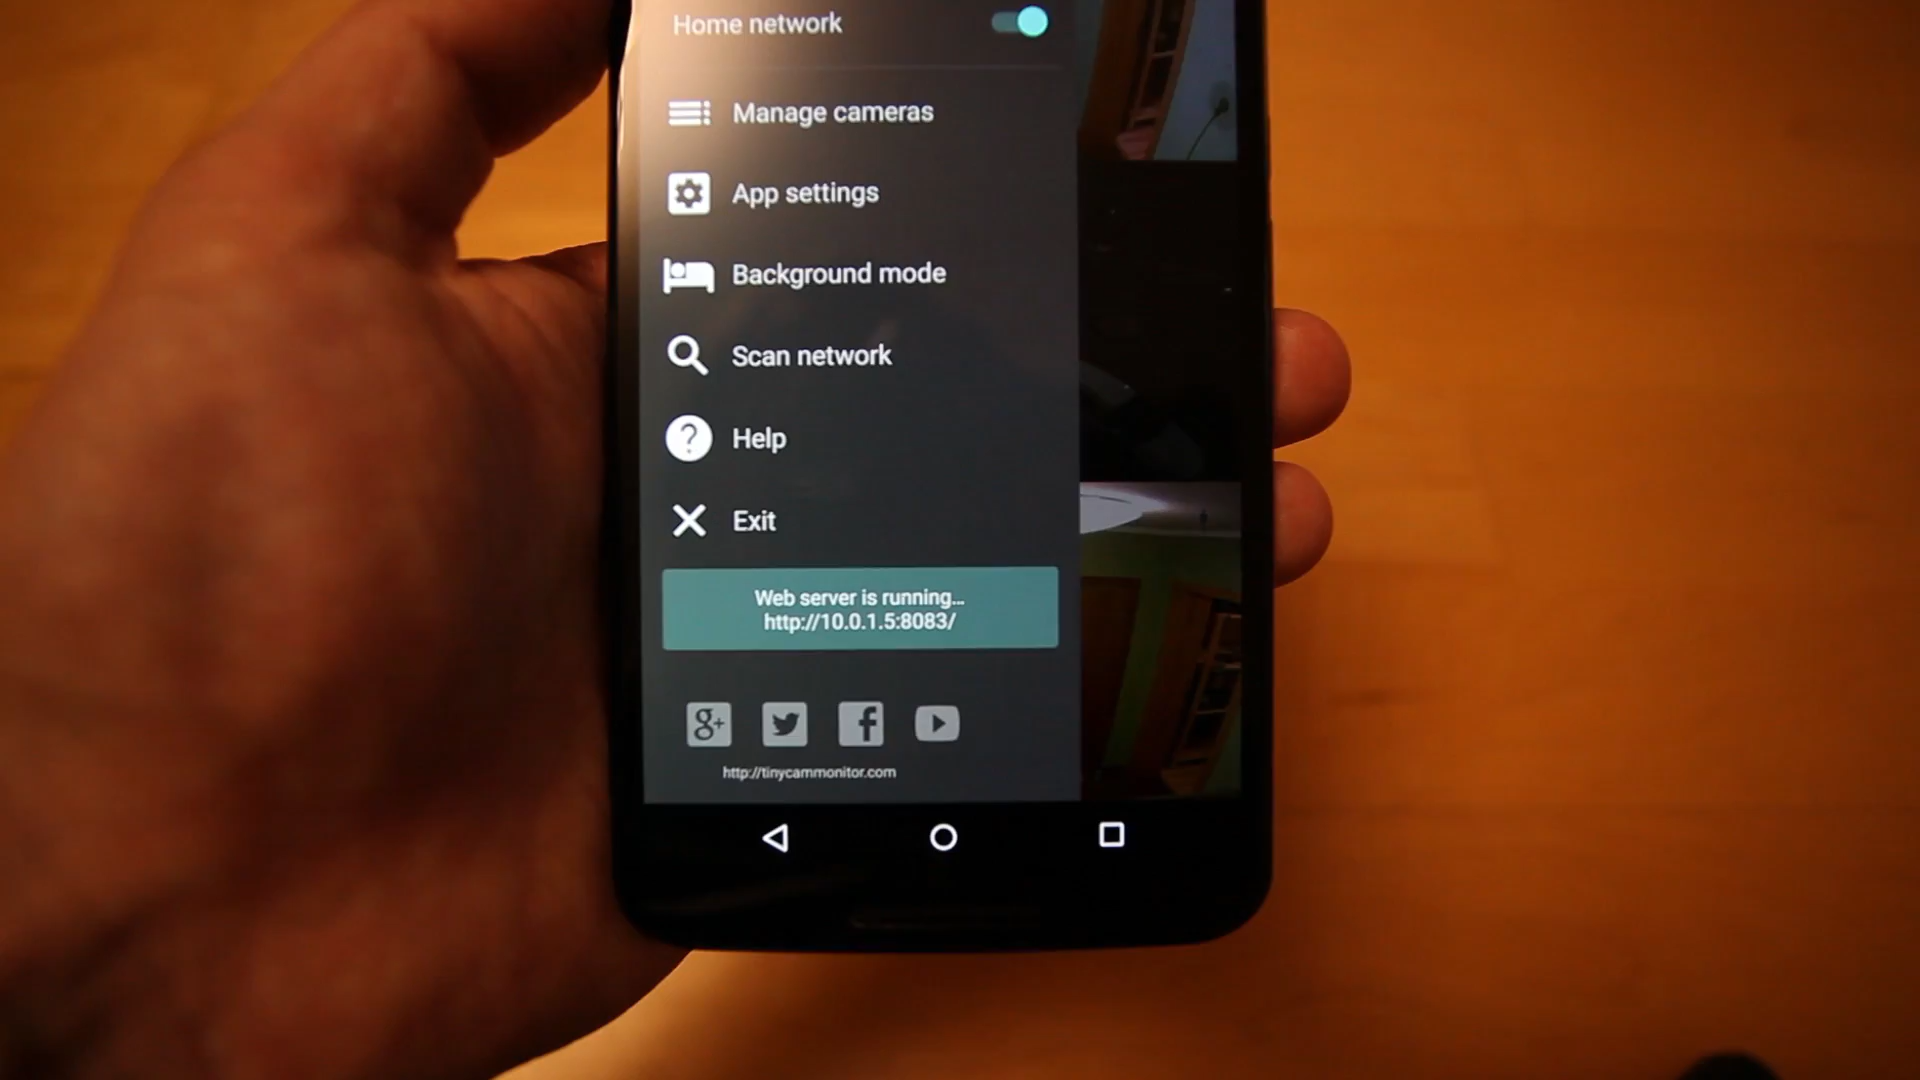 Home network
Manage cameras
App settings
Background mode
Scan network
Help
Exit
Web server is running...
http://10.0.1.5:8083/
g+
http://tinycammonitor.com